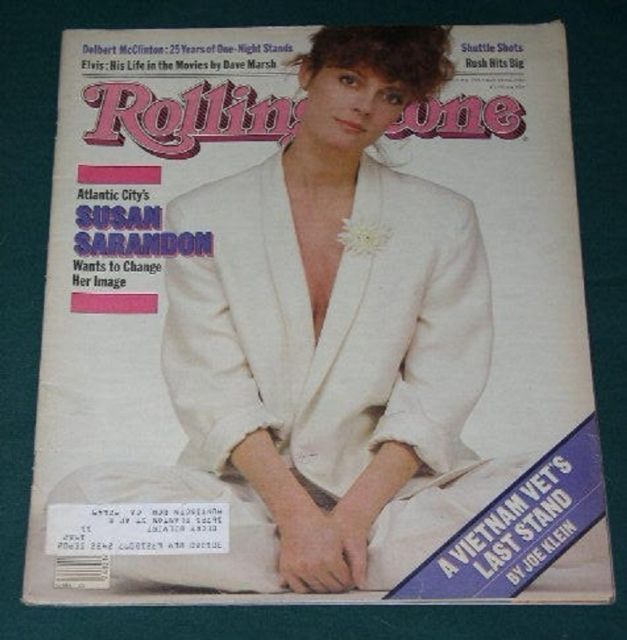 Delbert McClinton: 25 Years of One-Night Stands
Elvis: His Life in the Movies by Dave Marsh
Shuttle Shots
Rush Hits Big
Rolling Stone
Atlantic City's
SUSAN
SARANDON
Wants to Change
Her Image
A VIETNAM VET'S
LAST STAND
BY JOE KLEIN